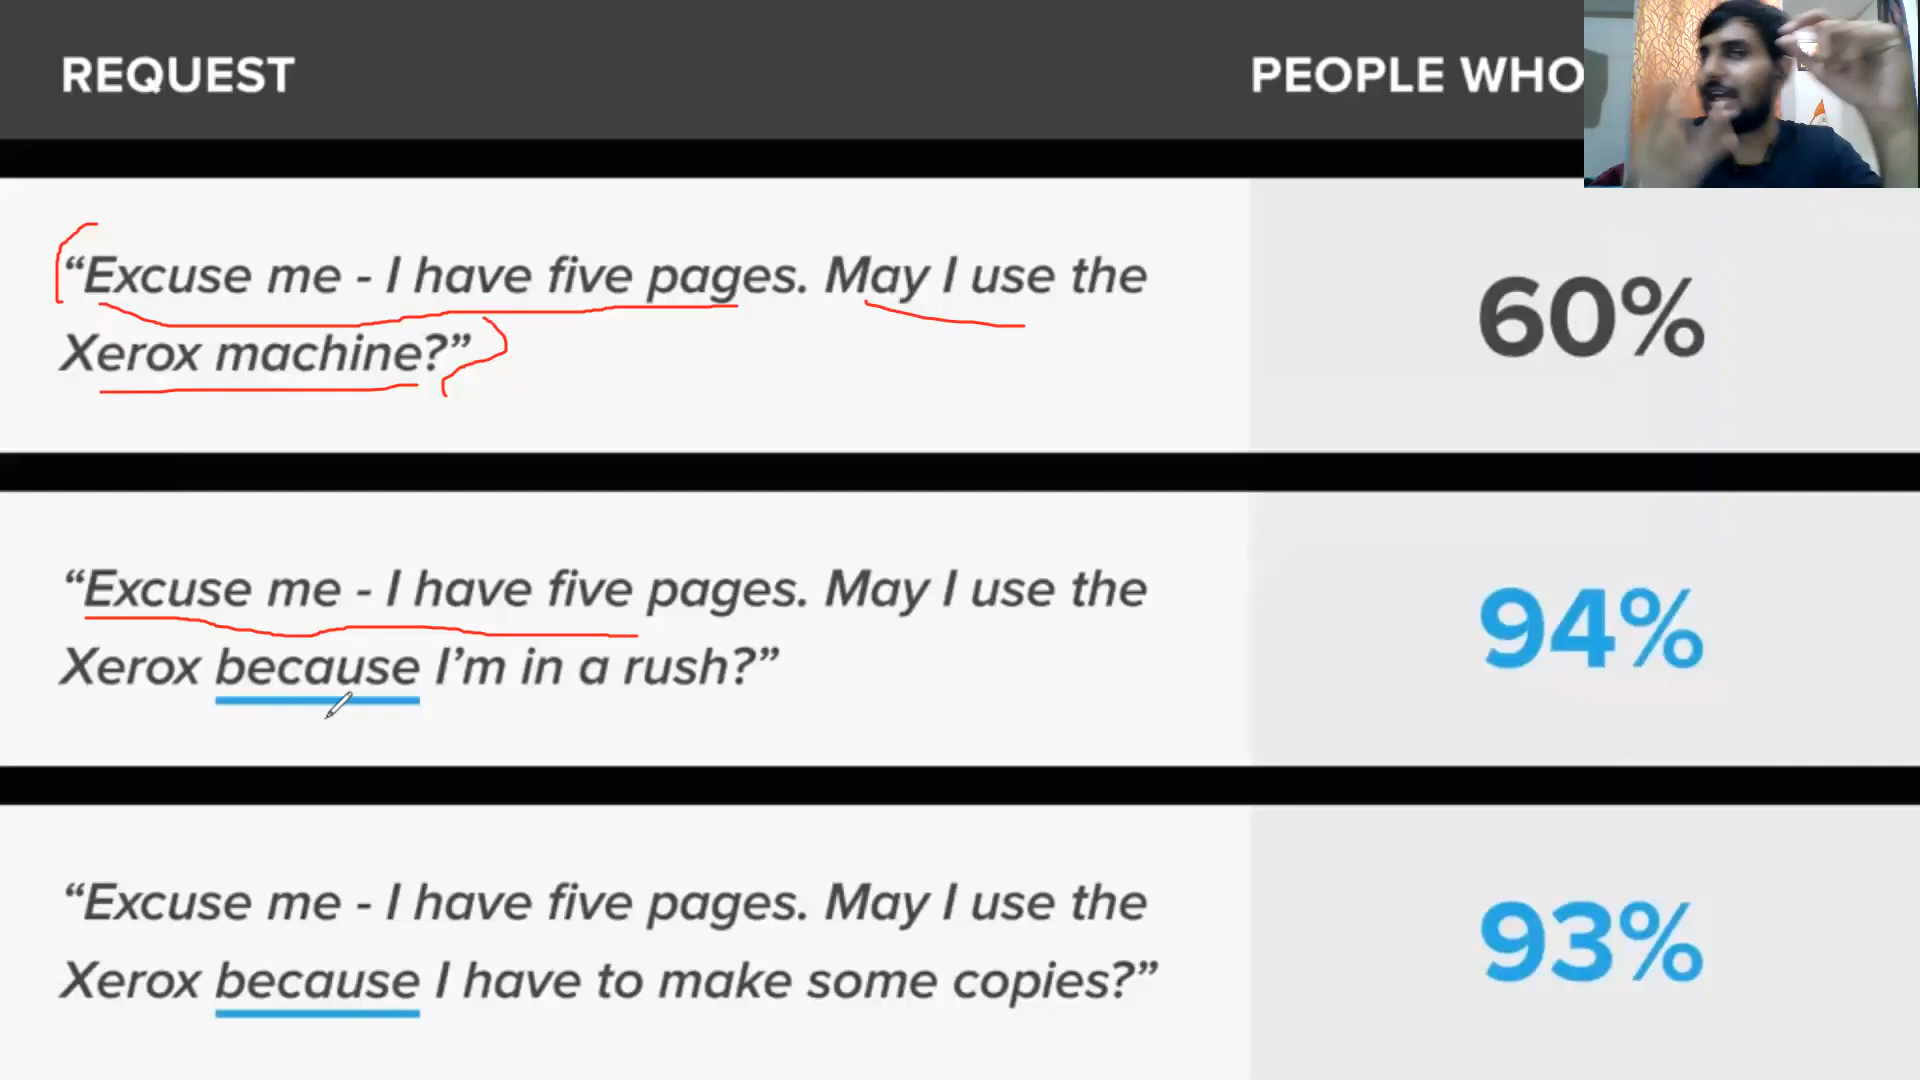 REQUEST
PEOPLE WHO
“Excuse me - I have five pages. May I use the
Xerox machine?”
60%
“Excuse me - I have five pages. May I use the
Xerox because I’m in a rush?”
94%
“Excuse me - I have five pages. May I use the
Xerox because I have to make some copies?”
93%